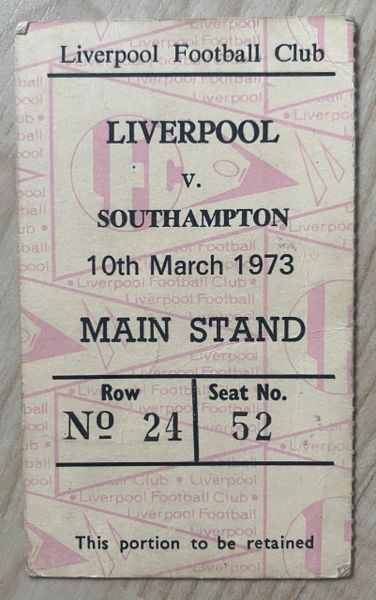 Liverpool Football Club
LIVERPOOL
v.
SOUTHAMPTON
10th March 1973
MAIN STAND
Row Seat No.
Nº 24 52
This portion to be retained